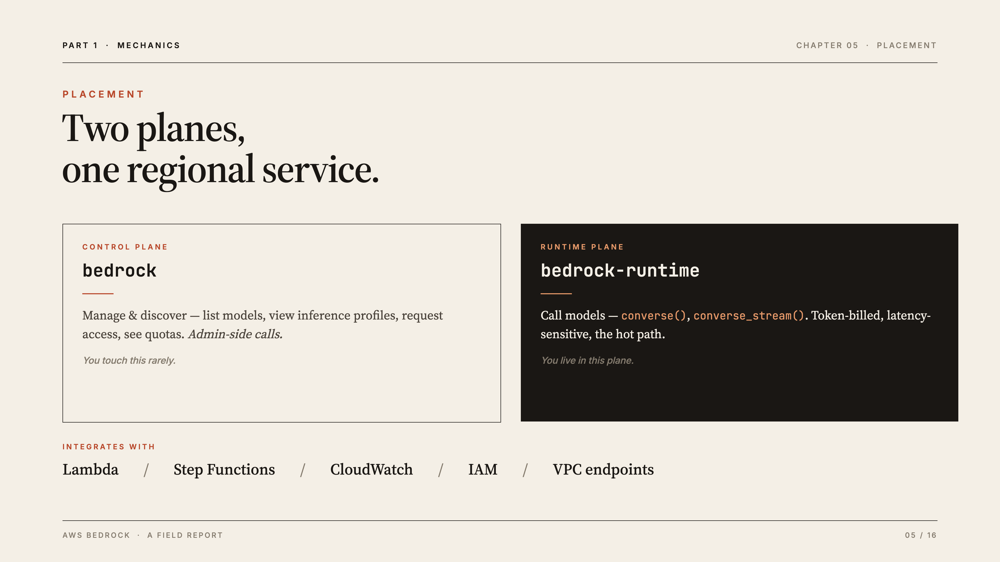 PART 1 · MECHANICS
CHAPTER 05 · PLACEMENT
PLACEMENT
Two planes,
one regional service.
CONTROL PLANE
bedrock
Manage & discover — list models, view inference profiles, request
access, see quotas. Admin-side calls.
You touch this rarely.
RUNTIME PLANE
bedrock-runtime
Call models — converse(), converse_stream(). Token-billed, latency-
sensitive, the hot path.
You live in this plane.
INTEGRATES WITH
Lambda / Step Functions / CloudWatch / IAM / VPC endpoints
AWS BEDROCK · A FIELD REPORT
05 / 16